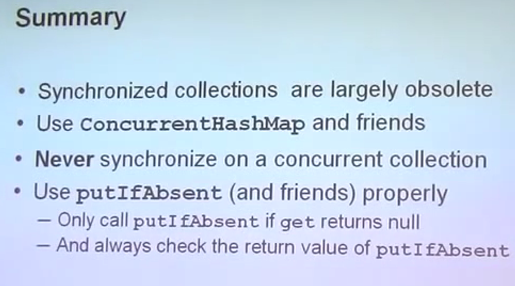 Summary
• Synchronized collections are largely obsolete
• Use ConcurrentHashMap and friends
• Never synchronize on a concurrent collection
• Use putIfAbsent (and friends) properly
– Only call putIfAbsent if get returns null
– And always check the return value of putIfAbsent